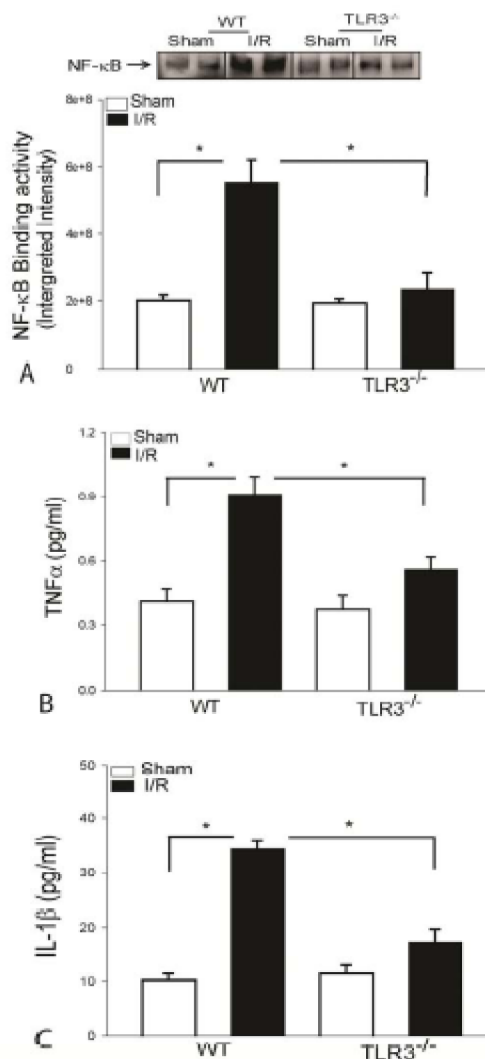 WT TLR3-/-
Sham I/R Sham I/R
NF-κB →
8e+8
Sham
I/R
6e+8
*
*
4e+8
2e+8
0
NF-κB Binding activity
(Intergreted Intensity)
A
WT TLR3-/-
1.2
Sham
I/R
*
*
0.9
0.6
0.3
0.0
TNFα (pg/ml)
B
WT TLR3-/-
50
Sham
I/R
40
*
*
30
20
10
0
IL-1β (pg/ml)
C
WT TLR3-/-